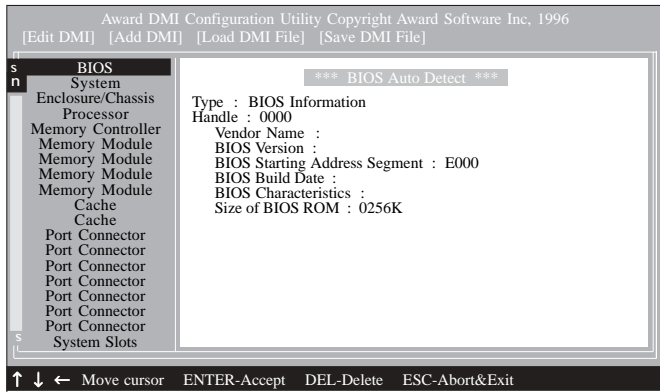 Award DMI Configuration Utility Copyright Award Software Inc, 1996
[Edit DMI] [Add DMI] [Load DMI File] [Save DMI File]
s
n
BIOS
System
Enclosure/Chassis
Processor
Memory Controller
Memory Module
Memory Module
Memory Module
Memory Module
Cache
Cache
Port Connector
Port Connector
Port Connector
Port Connector
Port Connector
Port Connector
Port Connector
System Slots
s
*** BIOS Auto Detect ***
Type : BIOS Information
Handle : 0000
Vendor Name :
BIOS Version :
BIOS Starting Address Segment : E000
BIOS Build Date :
BIOS Characteristics :
Size of BIOS ROM : 0256K
↑ ↓ ← Move cursor ENTER-Accept DEL-Delete ESC-Abort&Exit